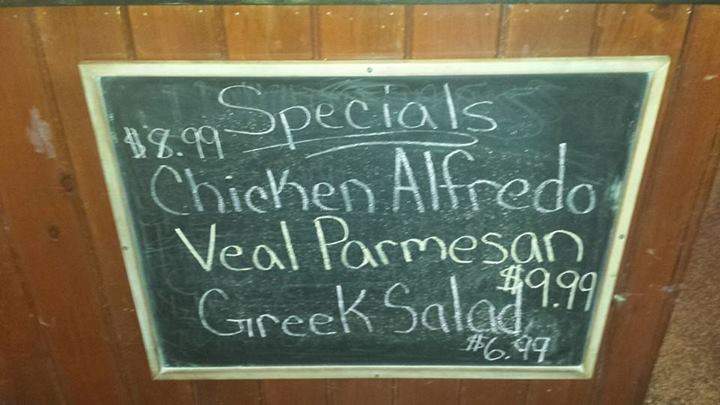 Specials
$8.99
Chicken Alfredo
Veal Parmesan
$9.99
Greek Salad
$6.99